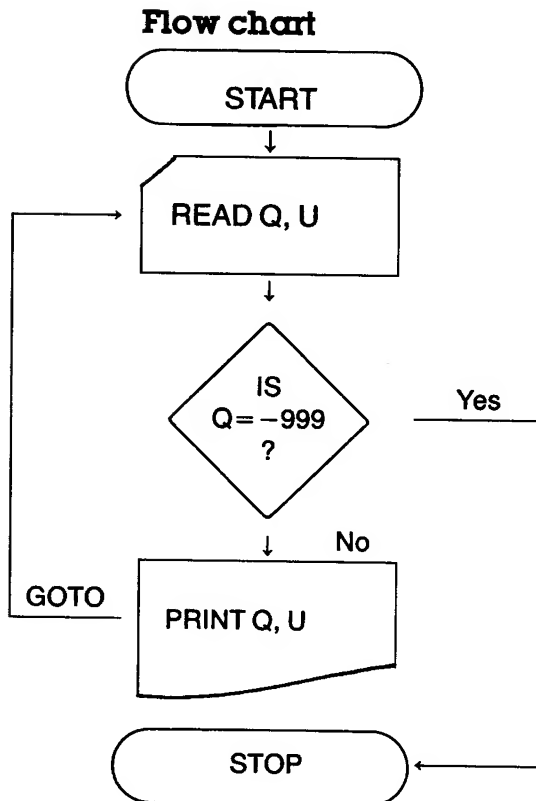 Flow chart
START
READ Q, U
IS
Q = -999
?
Yes
No
GOTO
PRINT Q, U
STOP